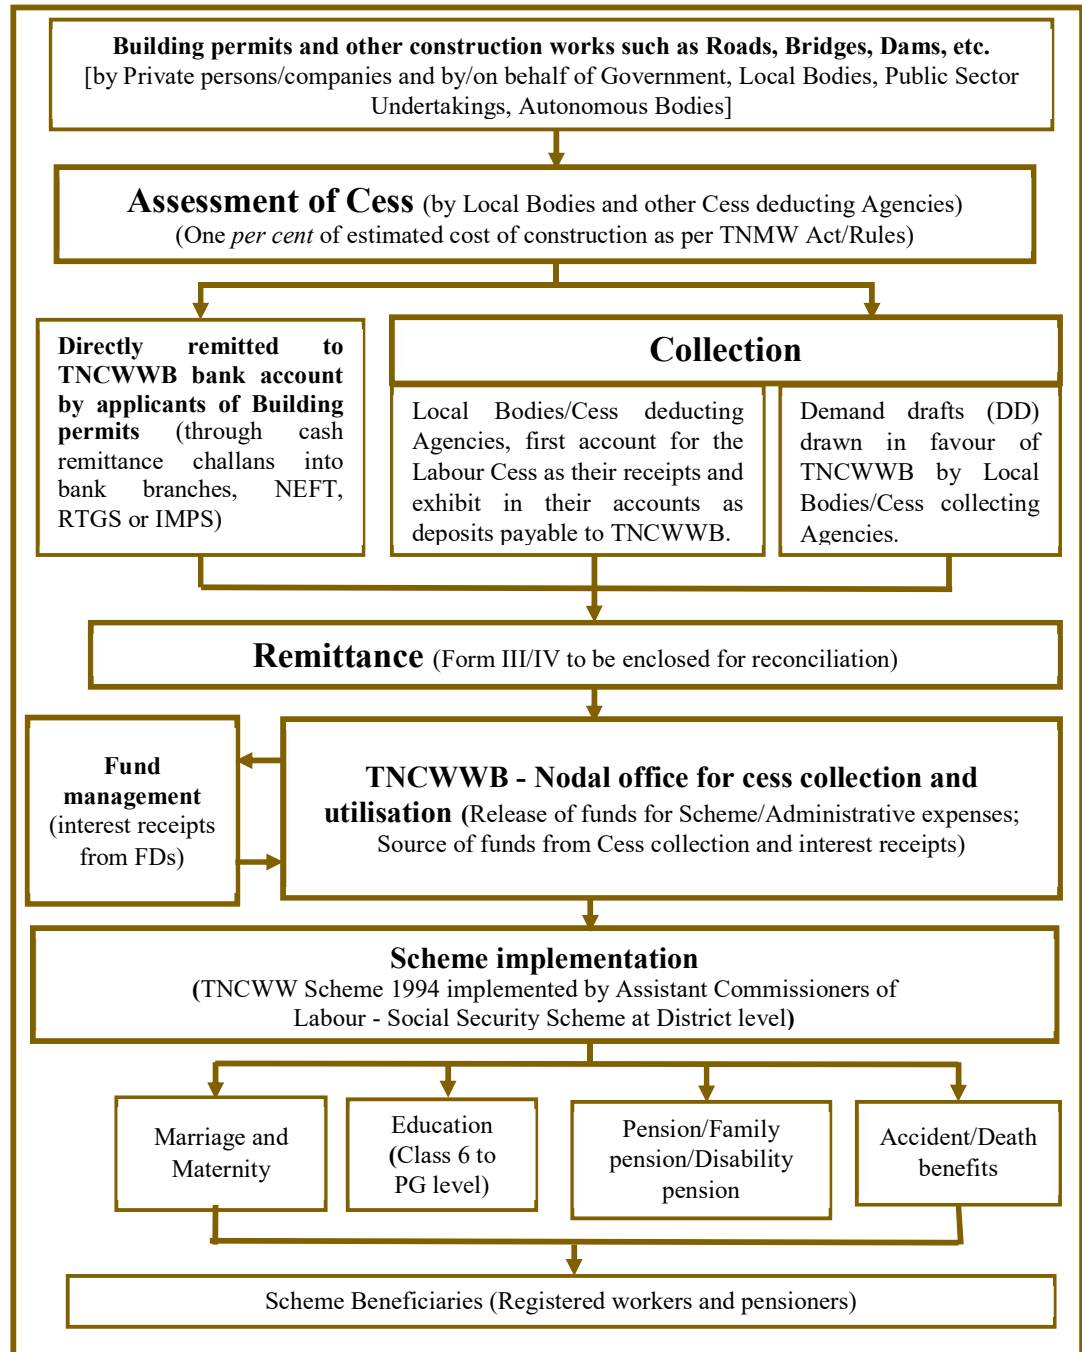 Building permits and other construction works such as Roads, Bridges, Dams, etc.
[by Private persons/companies and by/on behalf of Government, Local Bodies, Public Sector
Undertakings, Autonomous Bodies]
Assessment of Cess (by Local Bodies and other Cess deducting Agencies)
(One per cent of estimated cost of construction as per TNMW Act/Rules)
Directly remitted to
TNCWWB bank account
by applicants of Building
permits (through cash
remittance challans into
bank branches, NEFT,
RTGS or IMPS)
Collection
Local Bodies/Cess deducting
Agencies, first account for the
Labour Cess as their receipts and
exhibit in their accounts as
deposits payable to TNCWWB.
Demand drafts (DD)
drawn in favour of
TNCWWB by Local
Bodies/Cess collecting
Agencies.
Remittance (Form III/IV to be enclosed for reconciliation)
Fund
management
(interest receipts
from FDs)
TNCWWB - Nodal office for cess collection and
utilisation (Release of funds for Scheme/Administrative expenses;
Source of funds from Cess collection and interest receipts)
Scheme implementation
(TNCWW Scheme 1994 implemented by Assistant Commissioners of
Labour - Social Security Scheme at District level)
Marriage and
Maternity
Education
(Class 6 to
PG level)
Pension/Family
pension/Disability
pension
Accident/Death
benefits
Scheme Beneficiaries (Registered workers and pensioners)